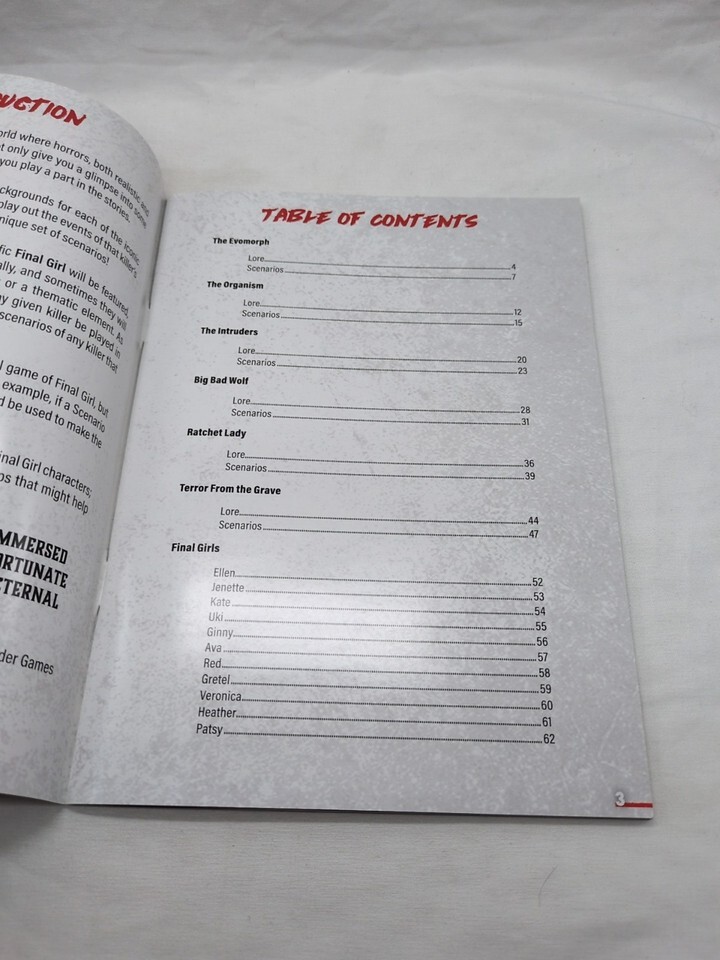 UCTION
orld where horrors, both realistic and
t only give you a glimpse into some
you play a part in the stories.
ckgrounds for each of the iconic
play out the events of that killer's
nique set of scenarios!
fic Final Girl will be featured.
ally, and sometimes they will
or a thematic element. As
y given killer be played in
scenarios of any killer that
l game of Final Girl, but
example, if a Scenario
d be used to make the
inal Girl characters;
ps that might help
MMERSED
ORTUNATE
ETERNAL
der Games
TABLE OF CONTENTS
The Evomorph
Lore 4
Scenarios 7
The Organism
Lore 12
Scenarios 15
The Intruders
Lore 20
Scenarios 23
Big Bad Wolf
Lore 28
Scenarios 31
Ratchet Lady
Lore 36
Scenarios 39
Terror From the Grave
Lore 44
Scenarios 47
Final Girls
Ellen 52
Jenette 53
Kate 54
Uki 55
Ginny 56
Ava 57
Red 58
Gretel 59
Veronica 60
Heather 61
Patsy 62
3